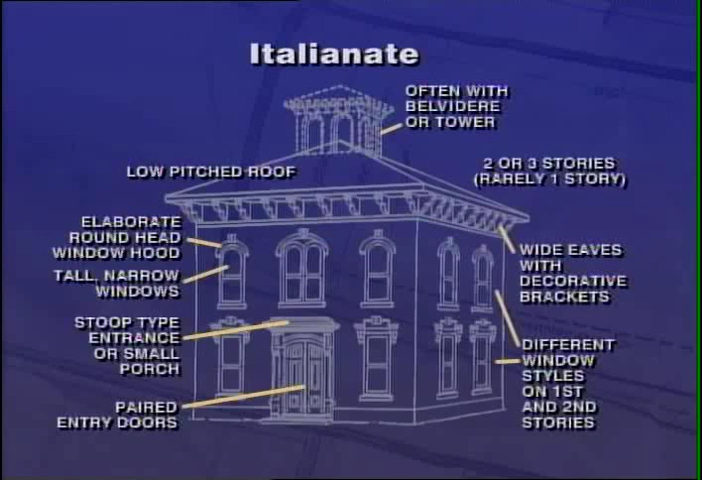 Italianate
OFTEN WITH
BELVIDERE
OR TOWER
LOW PITCHED ROOF
2 OR 3 STORIES
(RARELY 1 STORY)
ELABORATE
ROUND HEAD
WINDOW HOOD
TALL, NARROW
WINDOWS
STOOP TYPE
ENTRANCE
OR SMALL
PORCH
PAIRED
ENTRY DOORS
WIDE EAVES
WITH
DECORATIVE
BRACKETS
DIFFERENT
WINDOW
STYLES
ON 1ST
AND 2ND
STORIES